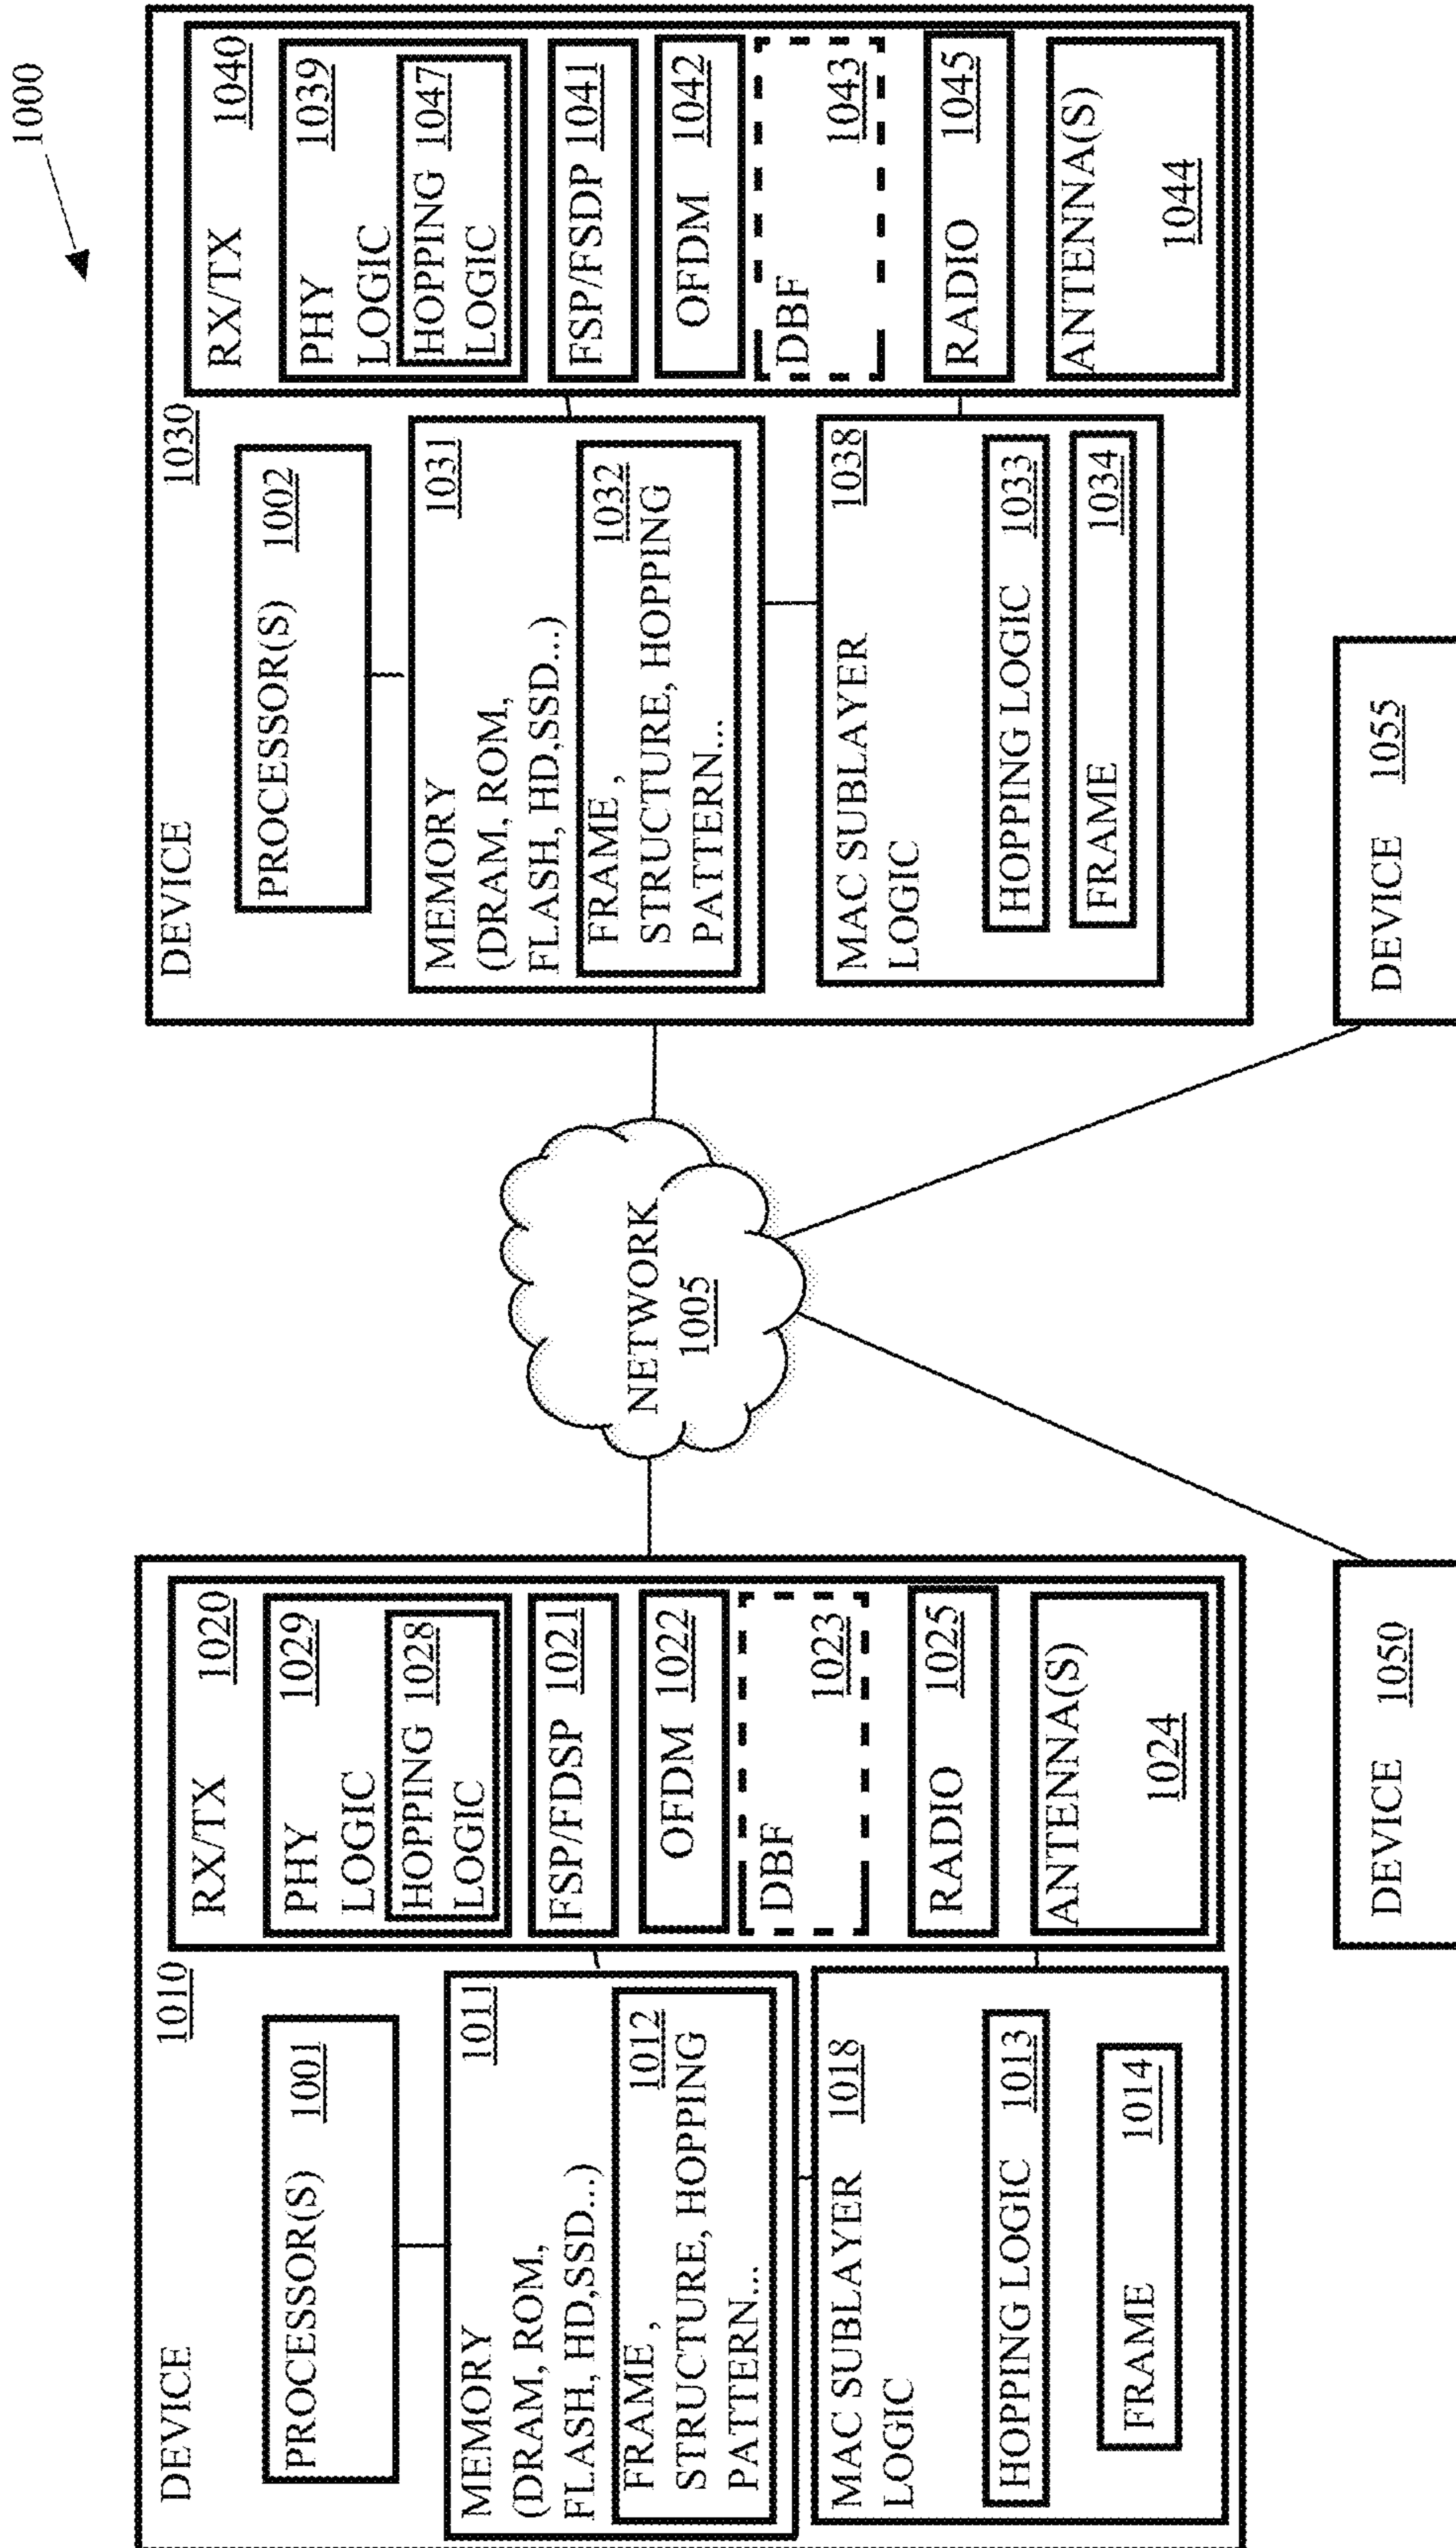 1000
DEVICE 1010
PROCESSOR(S) 1001
MEMORY 1011
(DRAM, ROM,
FLASH, HD,SSD...)
FRAME , 1012
STRUCTURE, HOPPING
PATTERN...
MAC SUBLAYER 1018
LOGIC
HOPPING LOGIC 1013
FRAME 1014
RX/TX 1020
PHY 1029
LOGIC
HOPPING 1028
LOGIC
FSP/FDSP 1021
OFDM 1022
DBF 1023
RADIO 1025
ANTENNA(S)
1024
NETWORK
1005
DEVICE 1030
PROCESSOR(S) 1002
MEMORY 1031
(DRAM, ROM,
FLASH, HD,SSD...)
FRAME , 1032
STRUCTURE, HOPPING
PATTERN...
MAC SUBLAYER 1038
LOGIC
HOPPING LOGIC 1033
FRAME 1034
RX/TX 1040
PHY 1039
LOGIC
HOPPING 1047
LOGIC
FSP/FSDP 1041
OFDM 1042
DBF 1043
RADIO 1045
ANTENNA(S)
1044
DEVICE 1050
DEVICE 1055